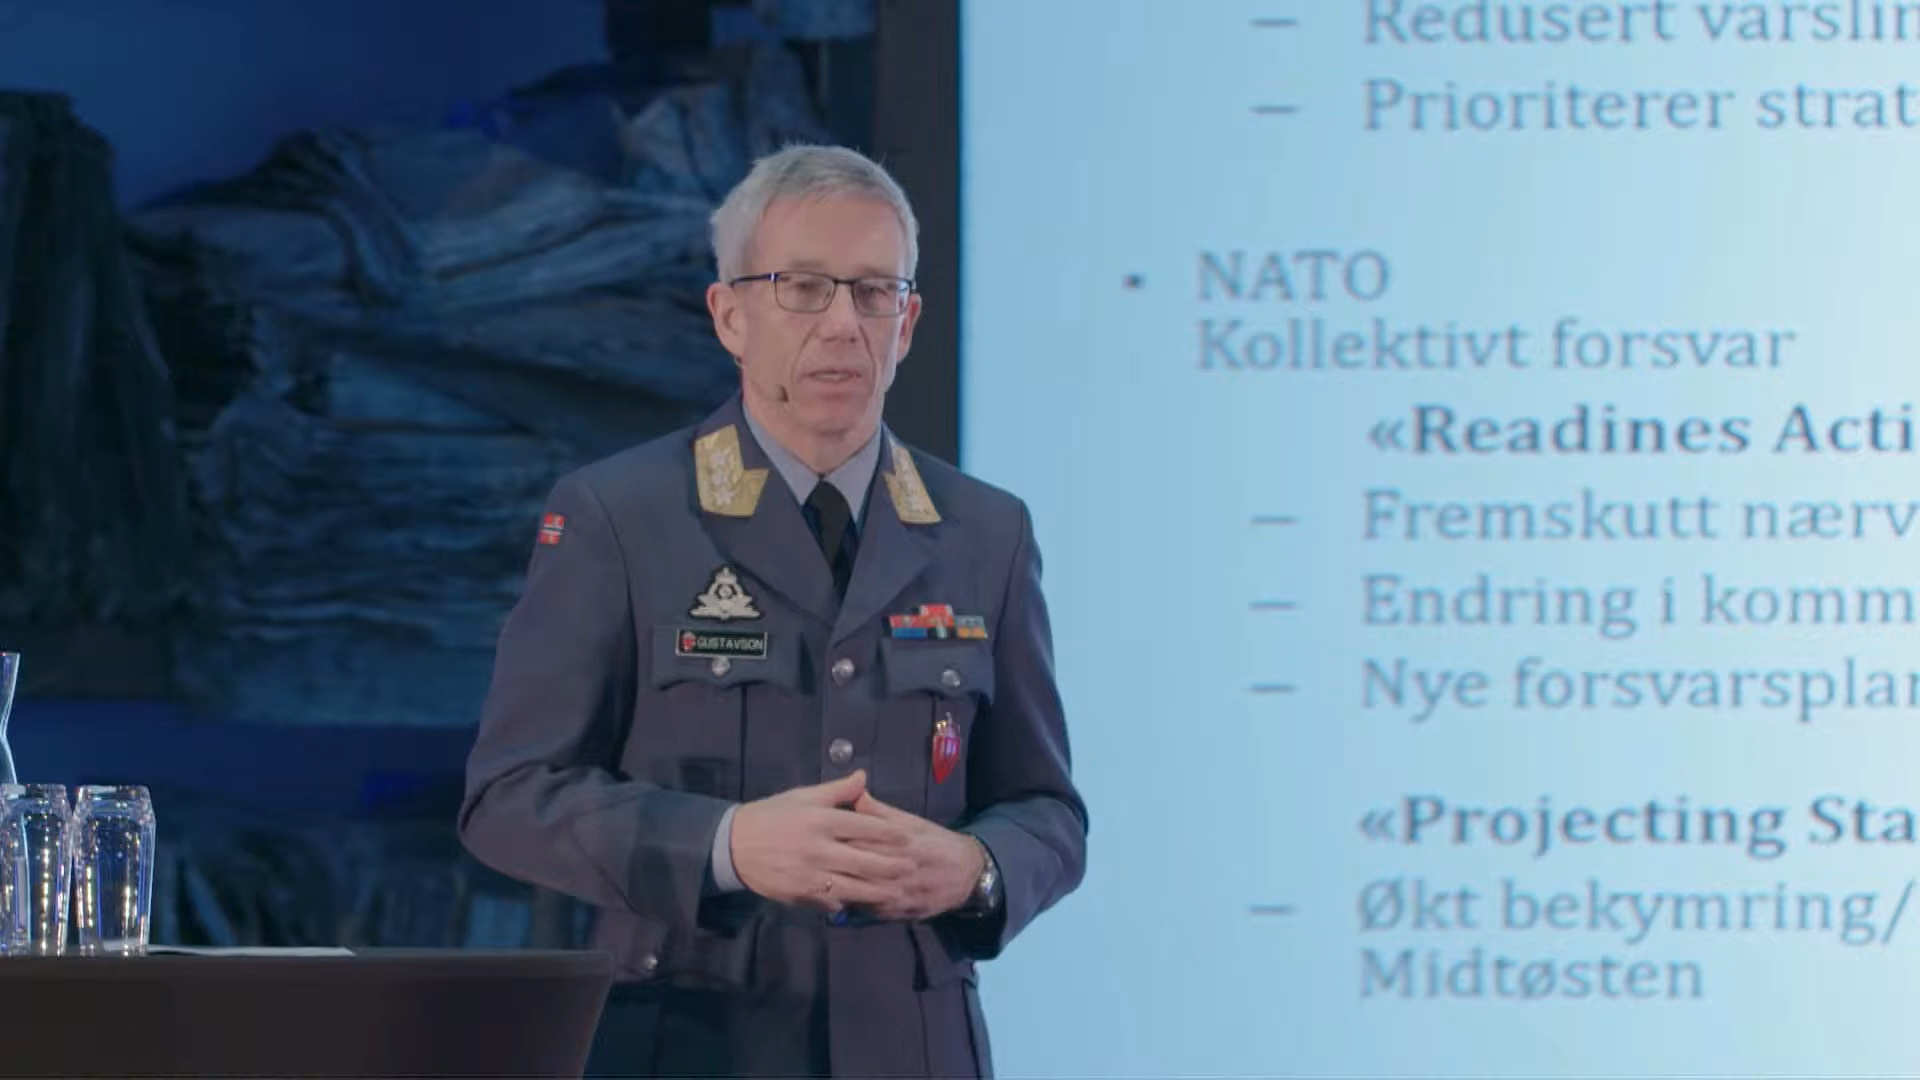 — Redusert varslin
— Prioriterer strat
• NATO
Kollektivt forsvar
«Readines Acti
— Fremskutt nærv
— Endring i komm
— Nye forsvarsplan
«Projecting Sta
— Økt bekymring/
Midtøsten
GUSTAVSON